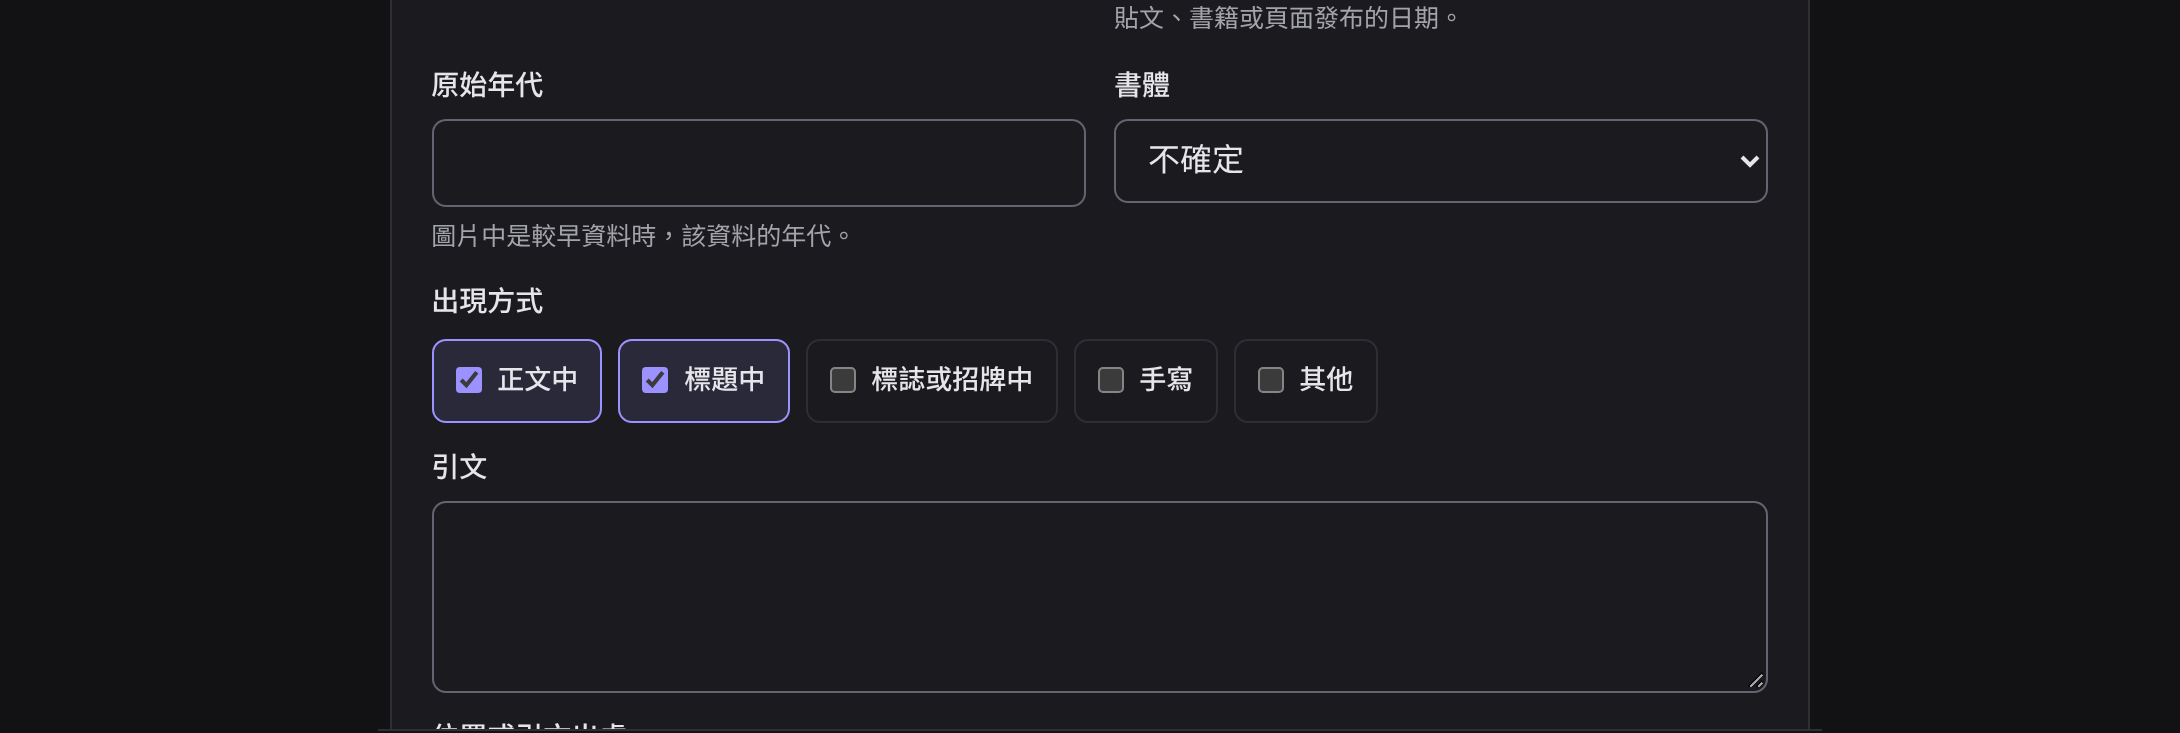 貼文、書籍或頁面發布的日期。
原始年代
書體
不確定
圖片中是較早資料時，該資料的年代。
出現方式
正文中
標題中
標誌或招牌中
手寫
其他
引文